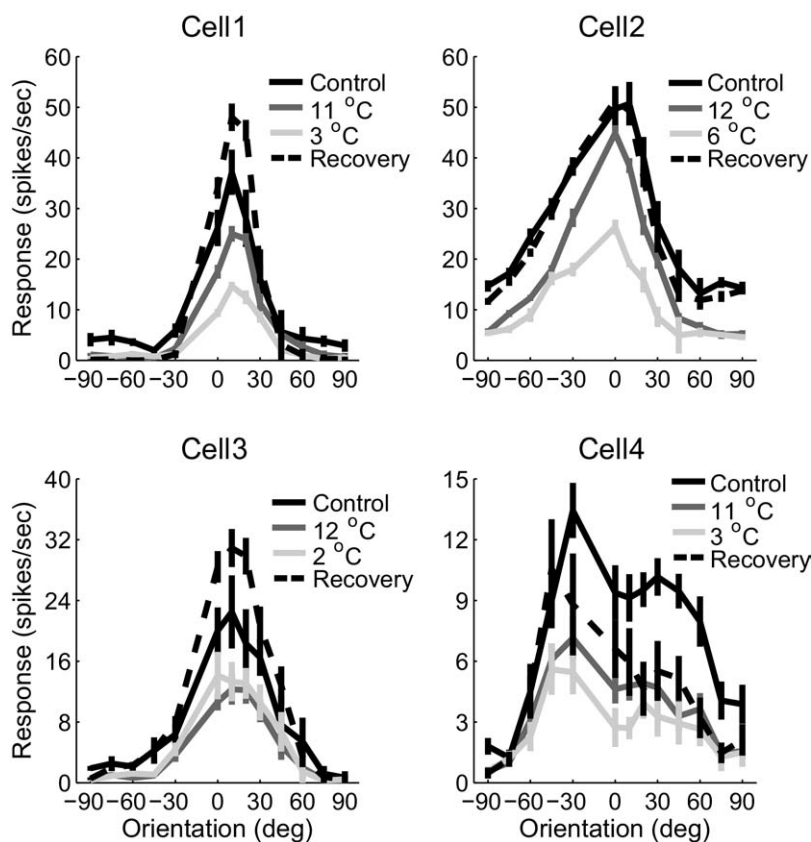 Cell1
Response (spikes/sec)
60
50
40
30
20
10
0
Control
11 °C
3 °C
Recovery
−90 −60 −30 0 30 60 90
Cell2
60
50
40
30
20
10
0
Control
12 °C
6 °C
Recovery
−90 −60 −30 0 30 60 90
Cell3
Response (spikes/sec)
40
32
24
16
8
0
Control
12 °C
2 °C
Recovery
−90 −60 −30 0 30 60 90
Orientation (deg)
Cell4
15
12
9
6
3
0
Control
11 °C
3 °C
Recovery
−90 −60 −30 0 30 60 90
Orientation (deg)